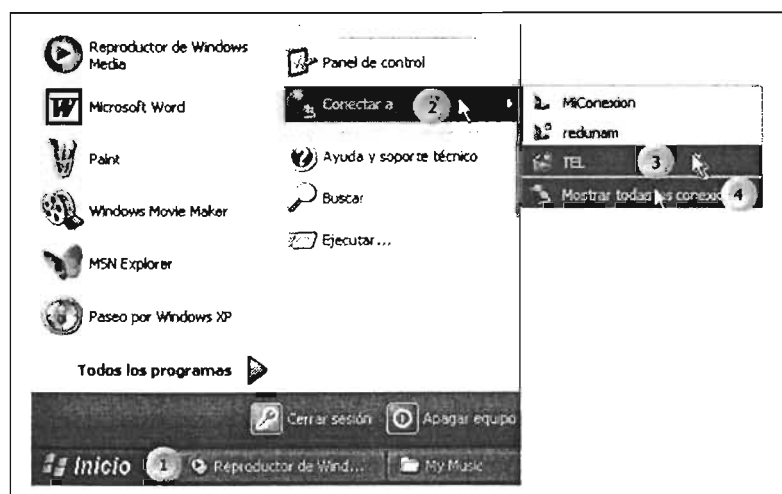 Reproductor de Windows
Media
Microsoft Word
Paint
Windows Movie Maker
MSN Explorer
Paseo por Windows XP
Todos los programas
Panel de control
Conectar a 2
Ayuda y soporte técnico
Buscar
Ejecutar...
MiConexion
redunam
TEL 3
Mostrar todas conexio 4
Cerrar sesión
Apagar equipo
Inicio 1
Reproductor de Wind...
My Music